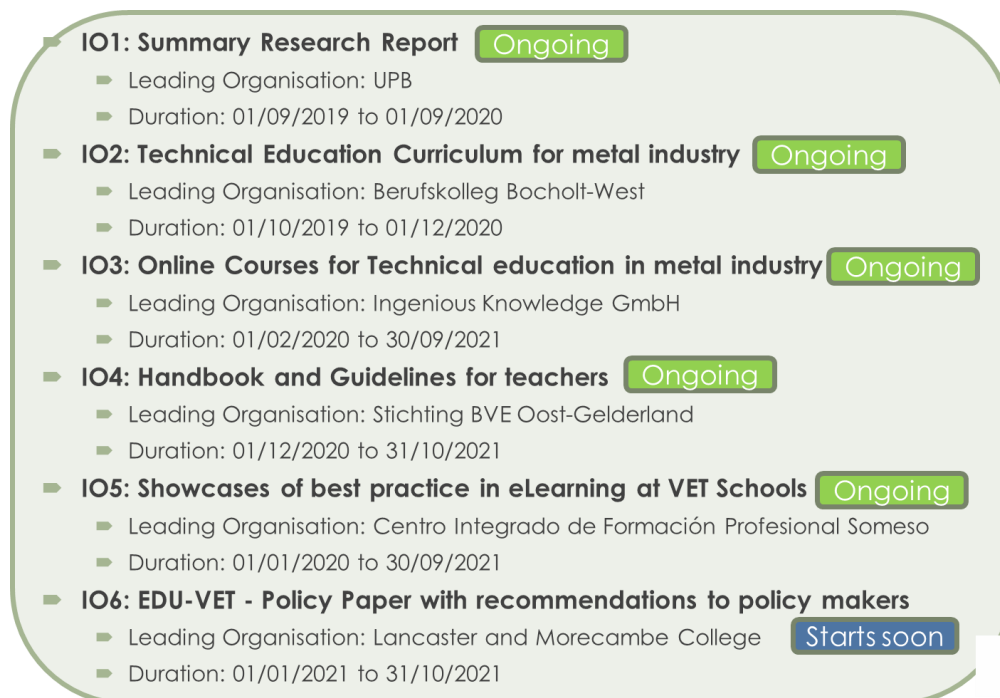 IO1: Summary Research Report Ongoing
Leading Organisation: UPB
Duration: 01/09/2019 to 01/09/2020
IO2: Technical Education Curriculum for metal industry Ongoing
Leading Organisation: Berufskolleg Bocholt-West
Duration: 01/10/2019 to 01/12/2020
IO3: Online Courses for Technical education in metal industry Ongoing
Leading Organisation: Ingenious Knowledge GmbH
Duration: 01/02/2020 to 30/09/2021
IO4: Handbook and Guidelines for teachers Ongoing
Leading Organisation: Stichting BVE Oost-Gelderland
Duration: 01/12/2020 to 31/10/2021
IO5: Showcases of best practice in eLearning at VET Schools Ongoing
Leading Organisation: Centro Integrado de Formación Profesional Someso
Duration: 01/01/2020 to 30/09/2021
IO6: EDU-VET - Policy Paper with recommendations to policy makers
Leading Organisation: Lancaster and Morecambe College Starts soon
Duration: 01/01/2021 to 31/10/2021